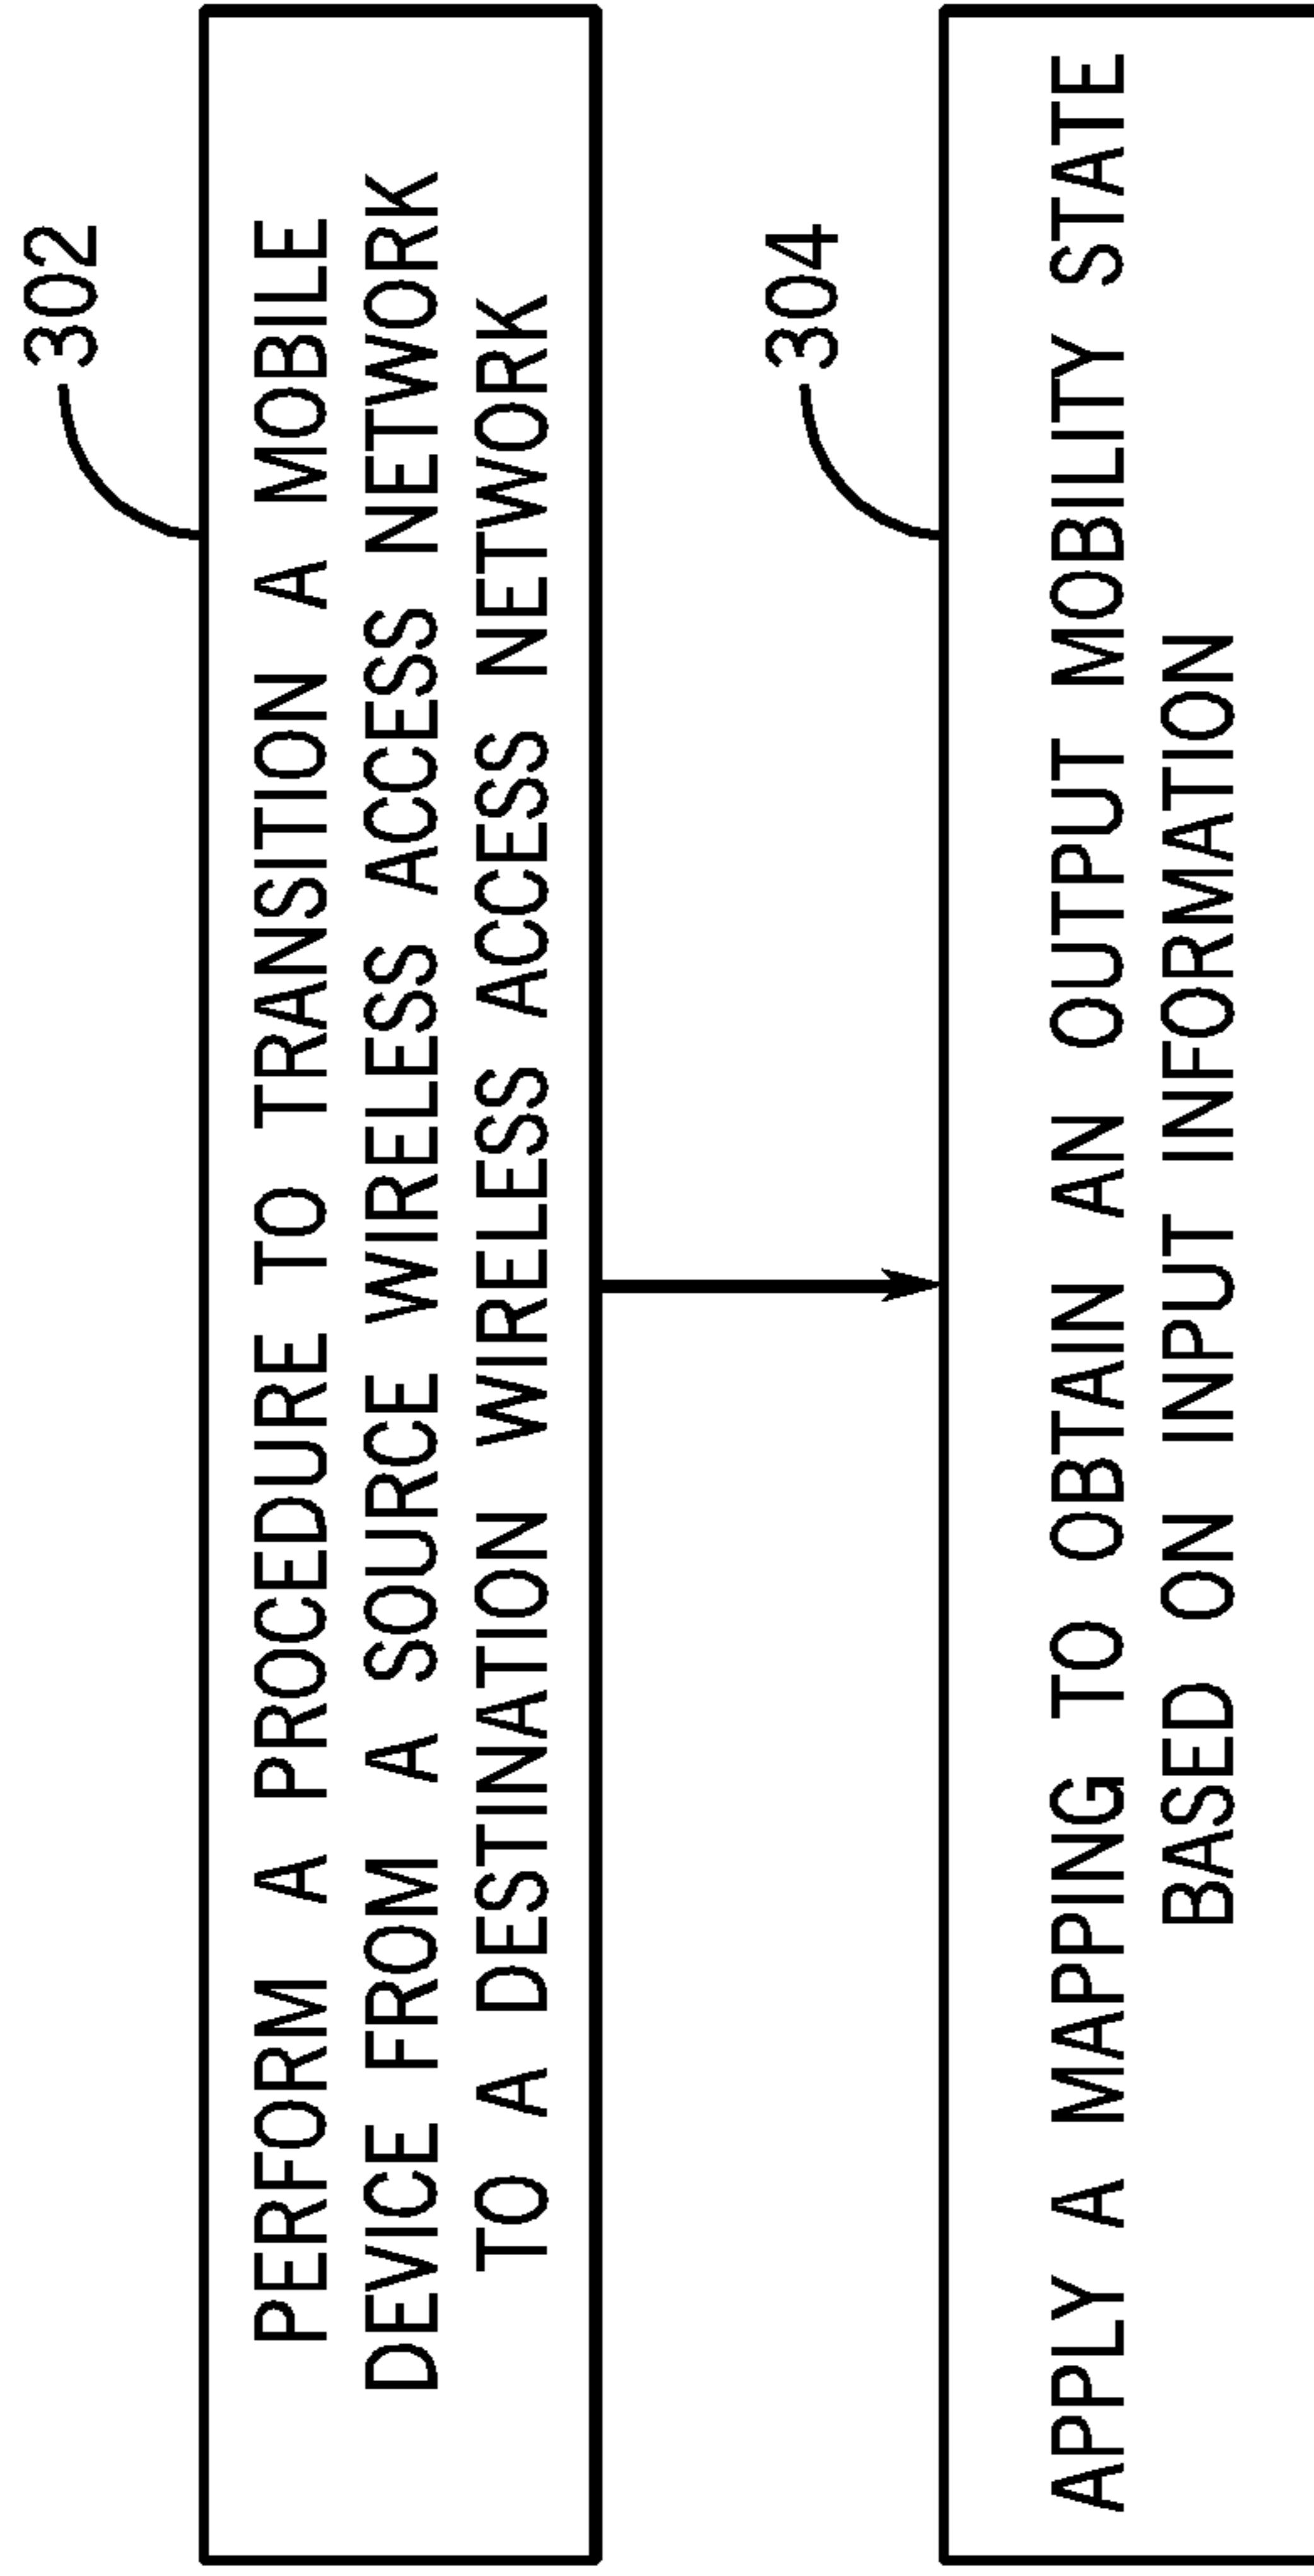 302
PERFORM A PROCEDURE TO TRANSITION A MOBILE
DEVICE FROM A SOURCE WIRELESS ACCESS NETWORK
TO A DESTINATION WIRELESS ACCESS NETWORK
304
APPLY A MAPPING TO OBTAIN AN OUTPUT MOBILITY STATE
BASED ON INPUT INFORMATION